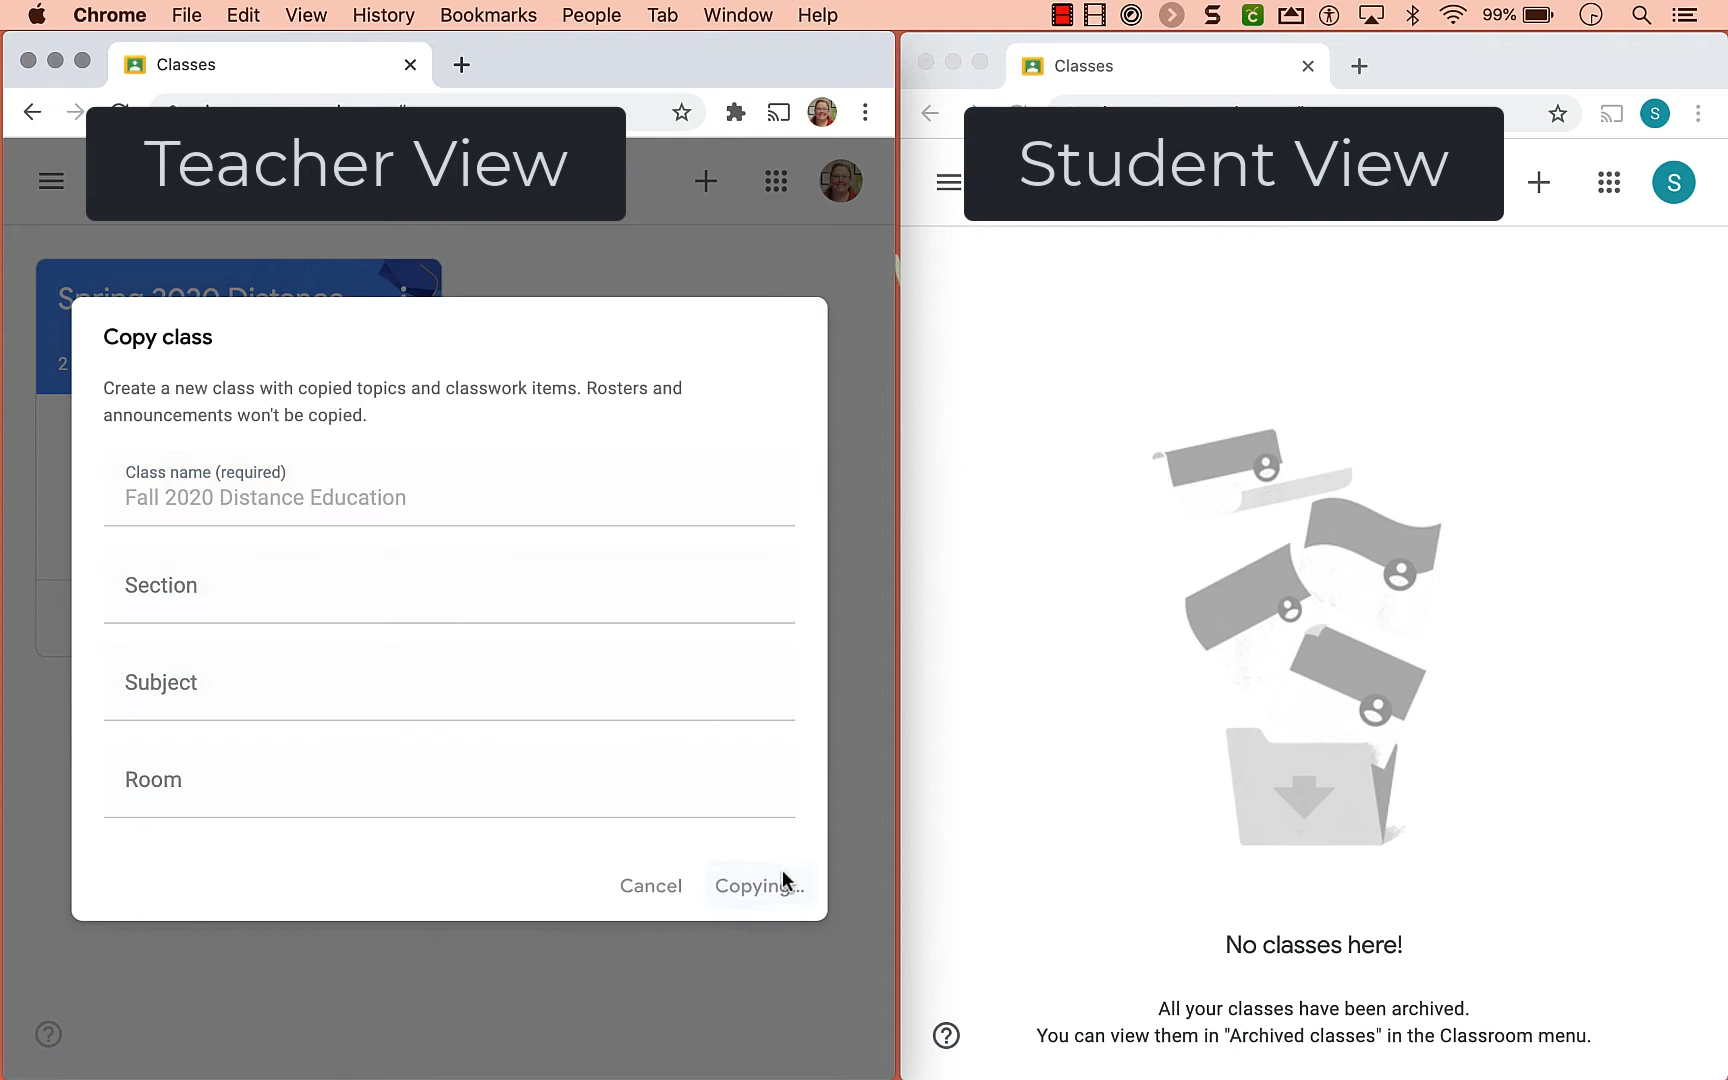 Chrome File Edit View History Bookmarks People Tab Window Help
99%
Classes
Classes
S
Teacher View
Student View
S
2
Copy class
Create a new class with copied topics and classwork items. Rosters and
announcements won't be copied.
Class name (required)
Fall 2020 Distance Education
Section
Subject
Room
Cancel
Copying...
No classes here!
All your classes have been archived.
You can view them in "Archived classes" in the Classroom menu.